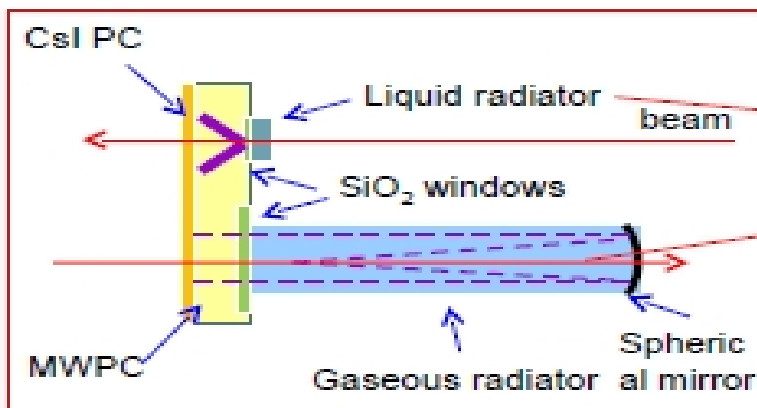 CsI PC
Liquid radiator
beam
SiO₂ windows
MWPC
Gaseous radiator
Spheric
al mirror